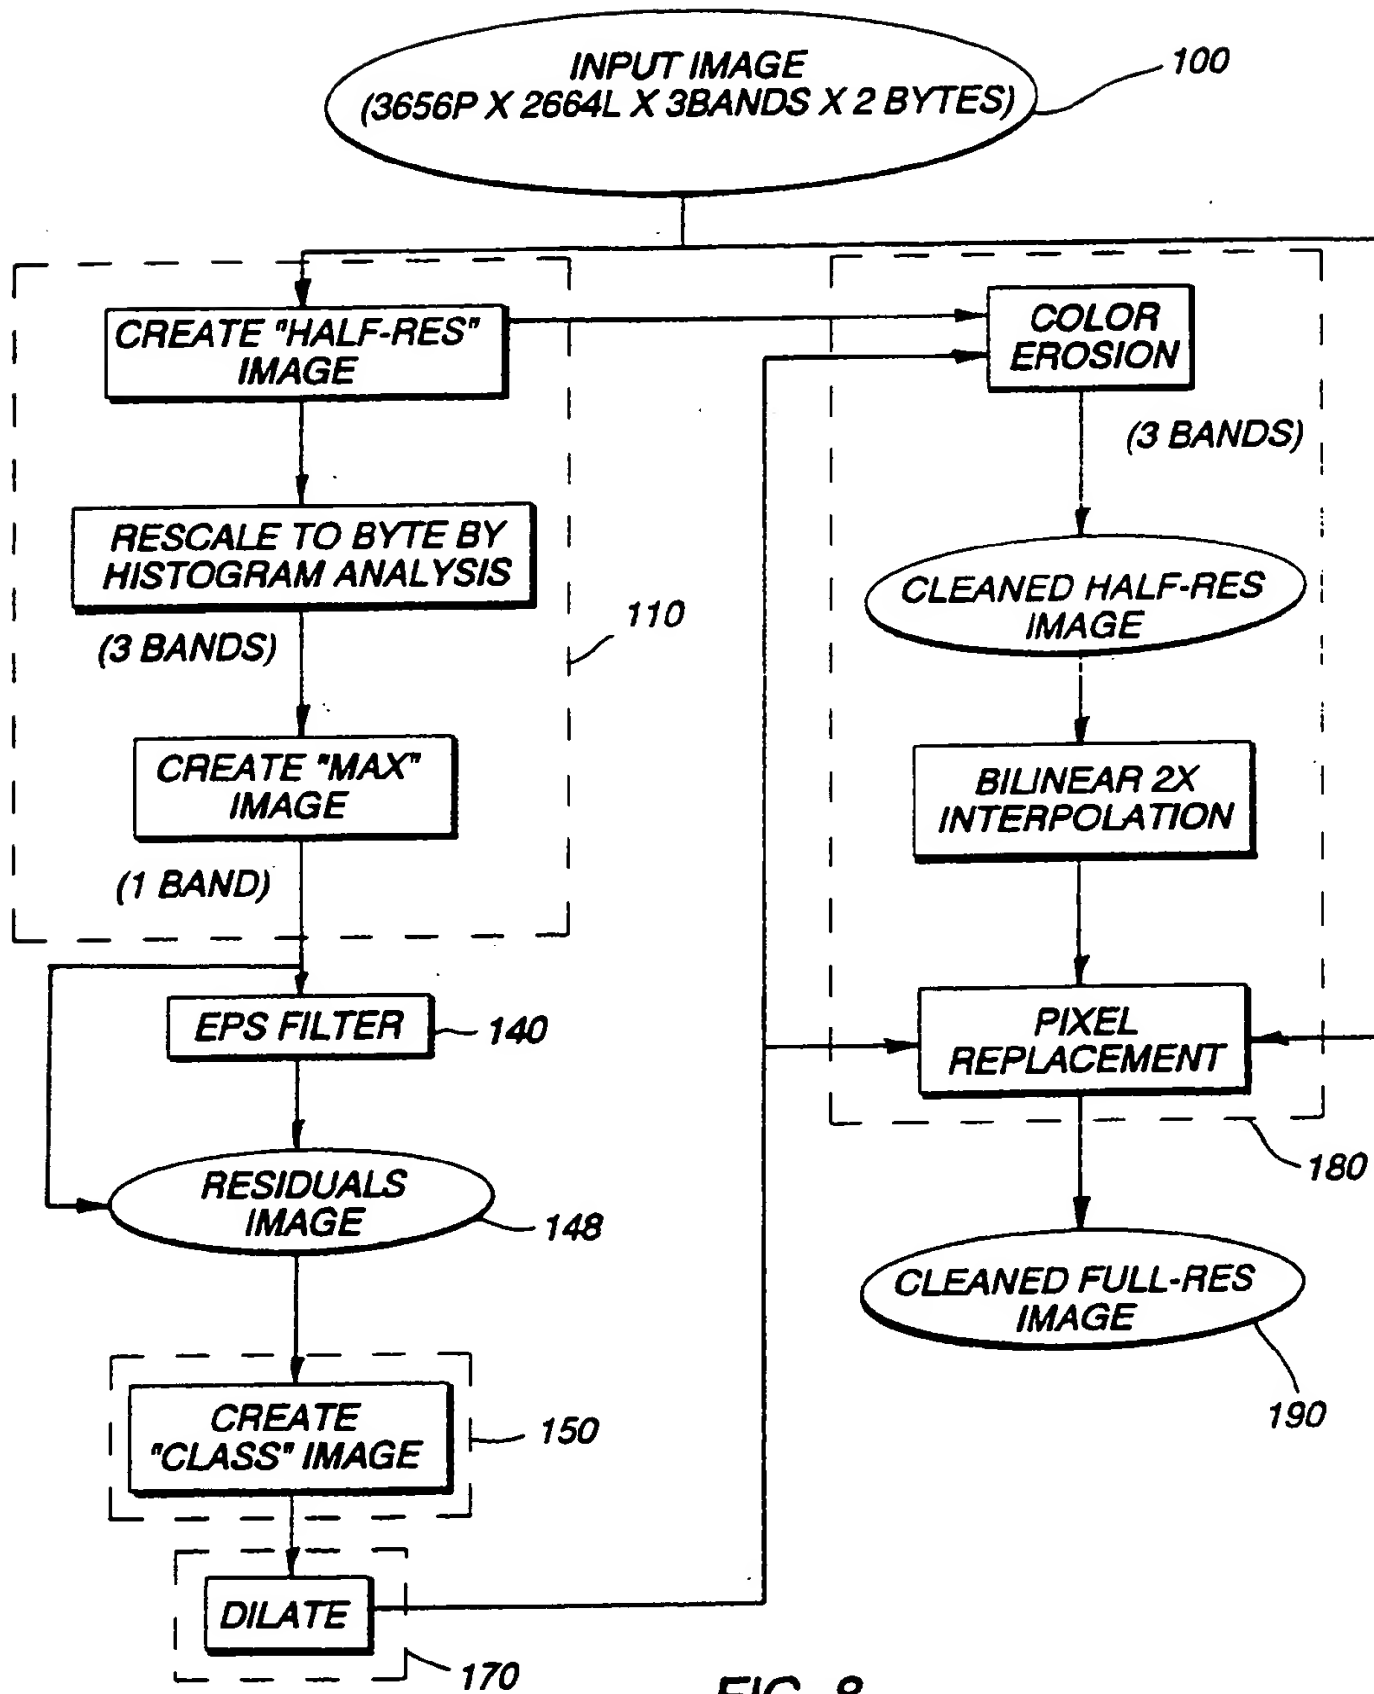 INPUT IMAGE
(3656P X 2664L X 3BANDS X 2 BYTES)
100
CREATE "HALF-RES"
IMAGE
RESCALE TO BYTE BY
HISTOGRAM ANALYSIS
(3 BANDS)
110
CREATE "MAX"
IMAGE
(1 BAND)
EPS FILTER
140
RESIDUALS
IMAGE
148
CREATE
"CLASS" IMAGE
150
DILATE
170
COLOR
EROSION
(3 BANDS)
CLEANED HALF-RES
IMAGE
BILINEAR 2X
INTERPOLATION
PIXEL
REPLACEMENT
180
CLEANED FULL-RES
IMAGE
190
FIG.